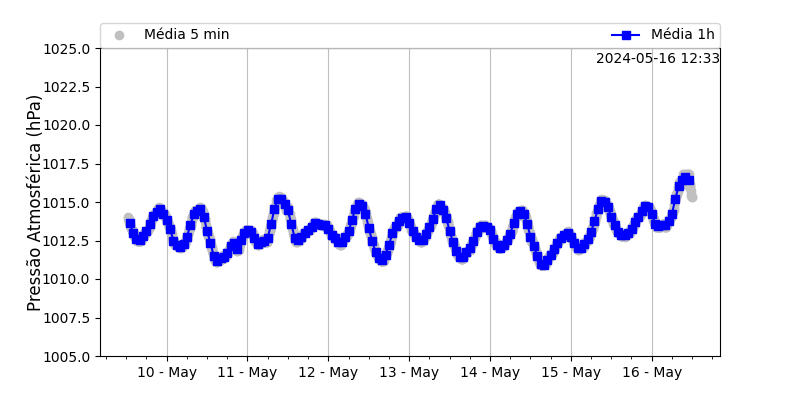 Média 5 min
Média 1h
2024-05-16 12:33
Pressão Atmosférica (hPa)
1025.0
1022.5
1020.0
1017.5
1015.0
1012.5
1010.0
1007.5
1005.0
10 - May
11 - May
12 - May
13 - May
14 - May
15 - May
16 - May